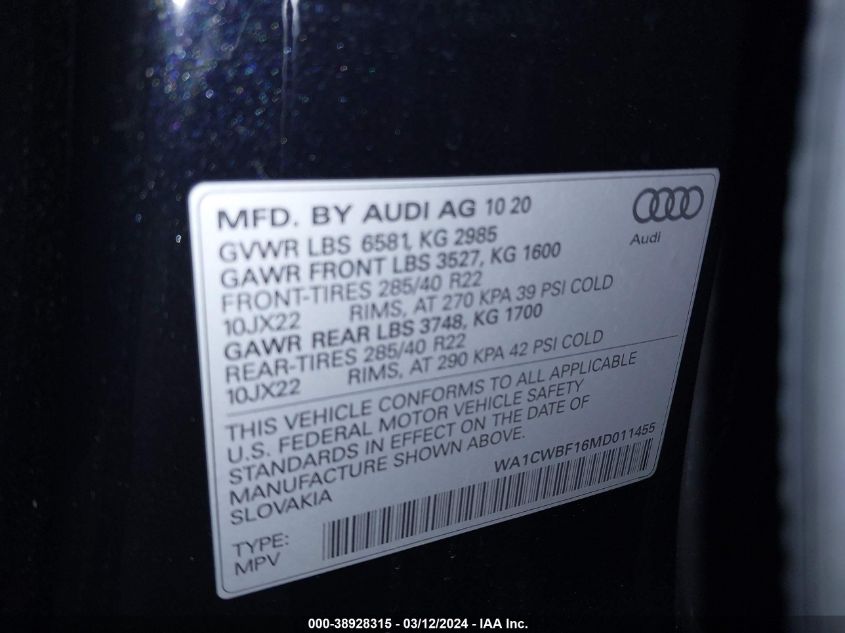 MFD. BY AUDI AG 10 20
Audi
GVWR LBS 6581, KG 2985
GAWR FRONT LBS 3527, KG 1600
FRONT-TIRES 285/40 R22
10JX22 RIMS, AT 270 KPA 39 PSI COLD
GAWR REAR LBS 3748, KG 1700
REAR-TIRES 285/40 R22
10JX22 RIMS, AT 290 KPA 42 PSI COLD
THIS VEHICLE CONFORMS TO ALL APPLICABLE
U.S. FEDERAL MOTOR VEHICLE SAFETY
STANDARDS IN EFFECT ON THE DATE OF
MANUFACTURE SHOWN ABOVE.
SLOVAKIA
WA1CWBF16MD011455
TYPE:
MPV
000-38928315 - 03/12/2024 - IAA Inc.